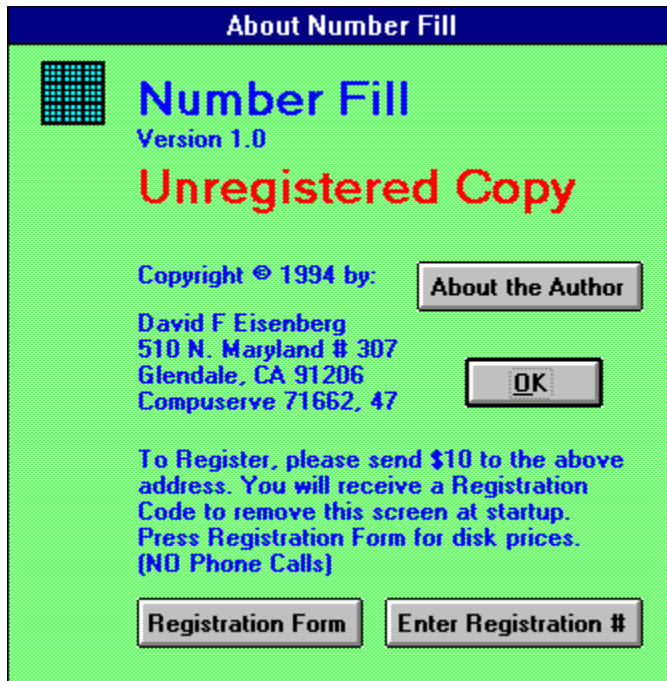 About Number Fill
Number Fill
Version 1.0
Unregistered Copy
Copyright © 1994 by:
About the Author
David F Eisenberg
510 N. Maryland # 307
Glendale, CA 91206
Compuserve 71662, 47
OK
To Register, please send $10 to the above
address. You will receive a Registration
Code to remove this screen at startup.
Press Registration Form for disk prices.
(NO Phone Calls)
Registration Form
Enter Registration #